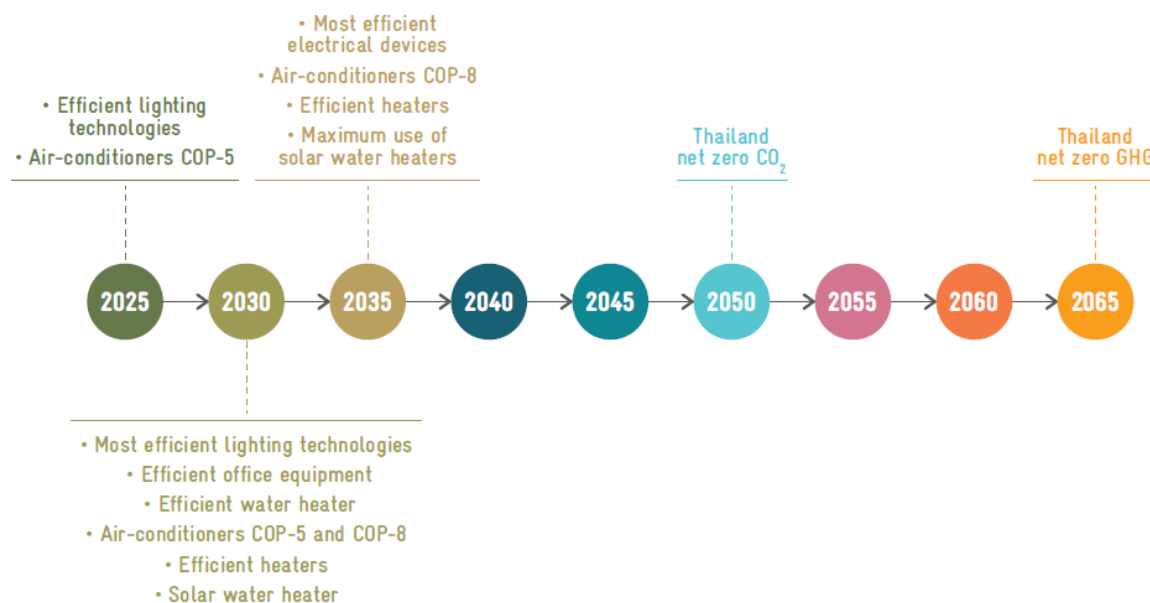 • Most efficient
electrical devices
• Air-conditioners COP-8
• Efficient heaters
• Maximum use of
solar water heaters
• Efficient lighting
technologies
• Air-conditioners COP-5
Thailand
net zero CO₂
Thailand
net zero GHG
2025
2030
2035
2040
2045
2050
2055
2060
2065
• Most lighting technologies
• Efficient office equipment
• Efficient water heater
• Air-conditioners COP-5 and COP-8
• Efficient heaters
• Solar water heater